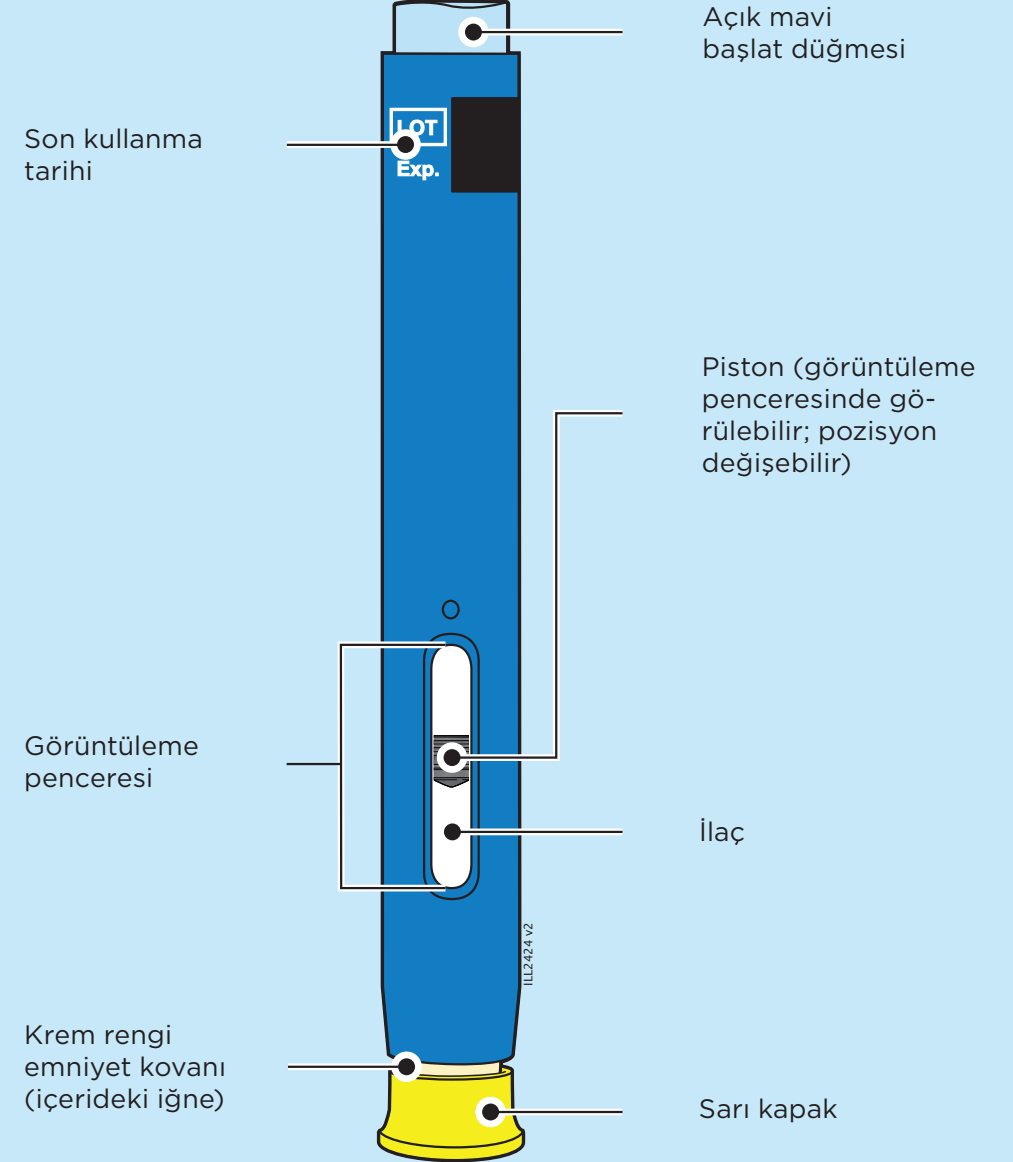 Açık mavi
başlat düğmesi
Son kullanma
tarihi
LOT
Exp.
Piston (görüntüleme
penceresinde gö-
rülebilir; pozisyon
değişebilir)
Görüntüleme
penceresi
İlaç
ILL2424 v2
Krem rengi
emniyet kovanı
(içerideki iğne)
Sarı kapak